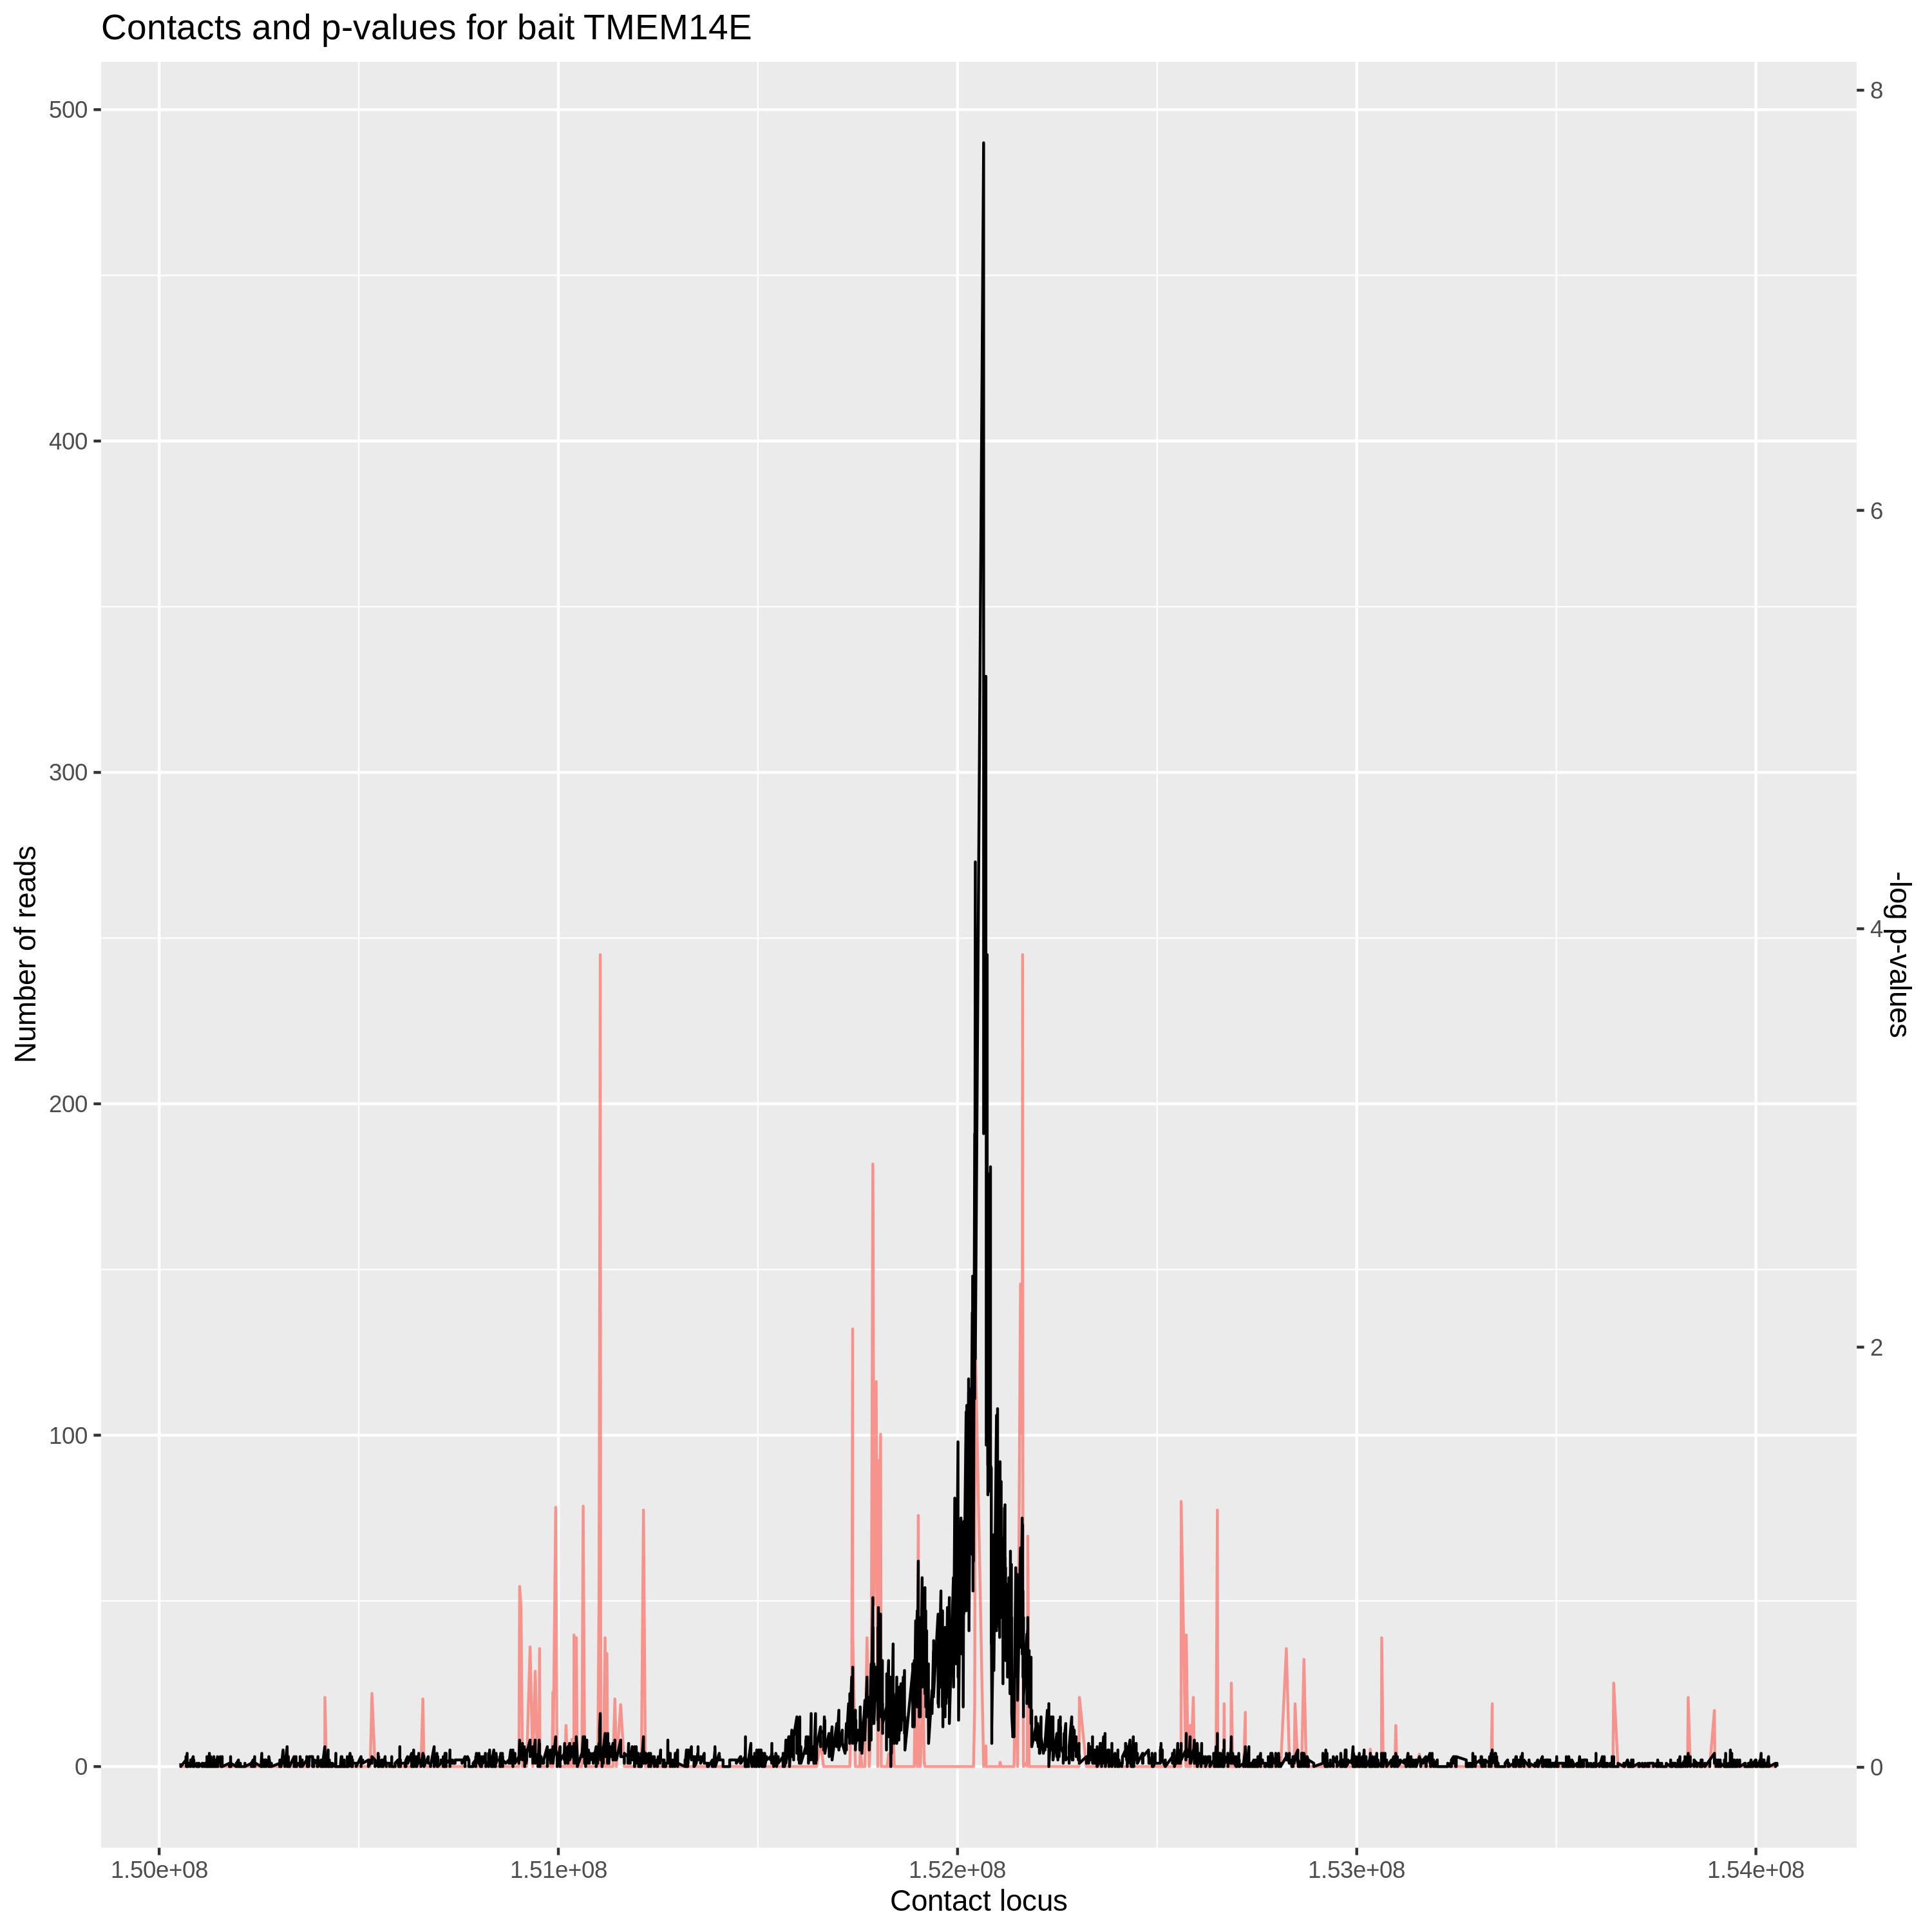 Contacts and p-values for bait TMEM14E
500
400
300
200
100
0
Number of reads
8
6
4
2
0
-log p-values
1.50e+08
1.51e+08
1.52e+08
1.53e+08
1.54e+08
Contact locus